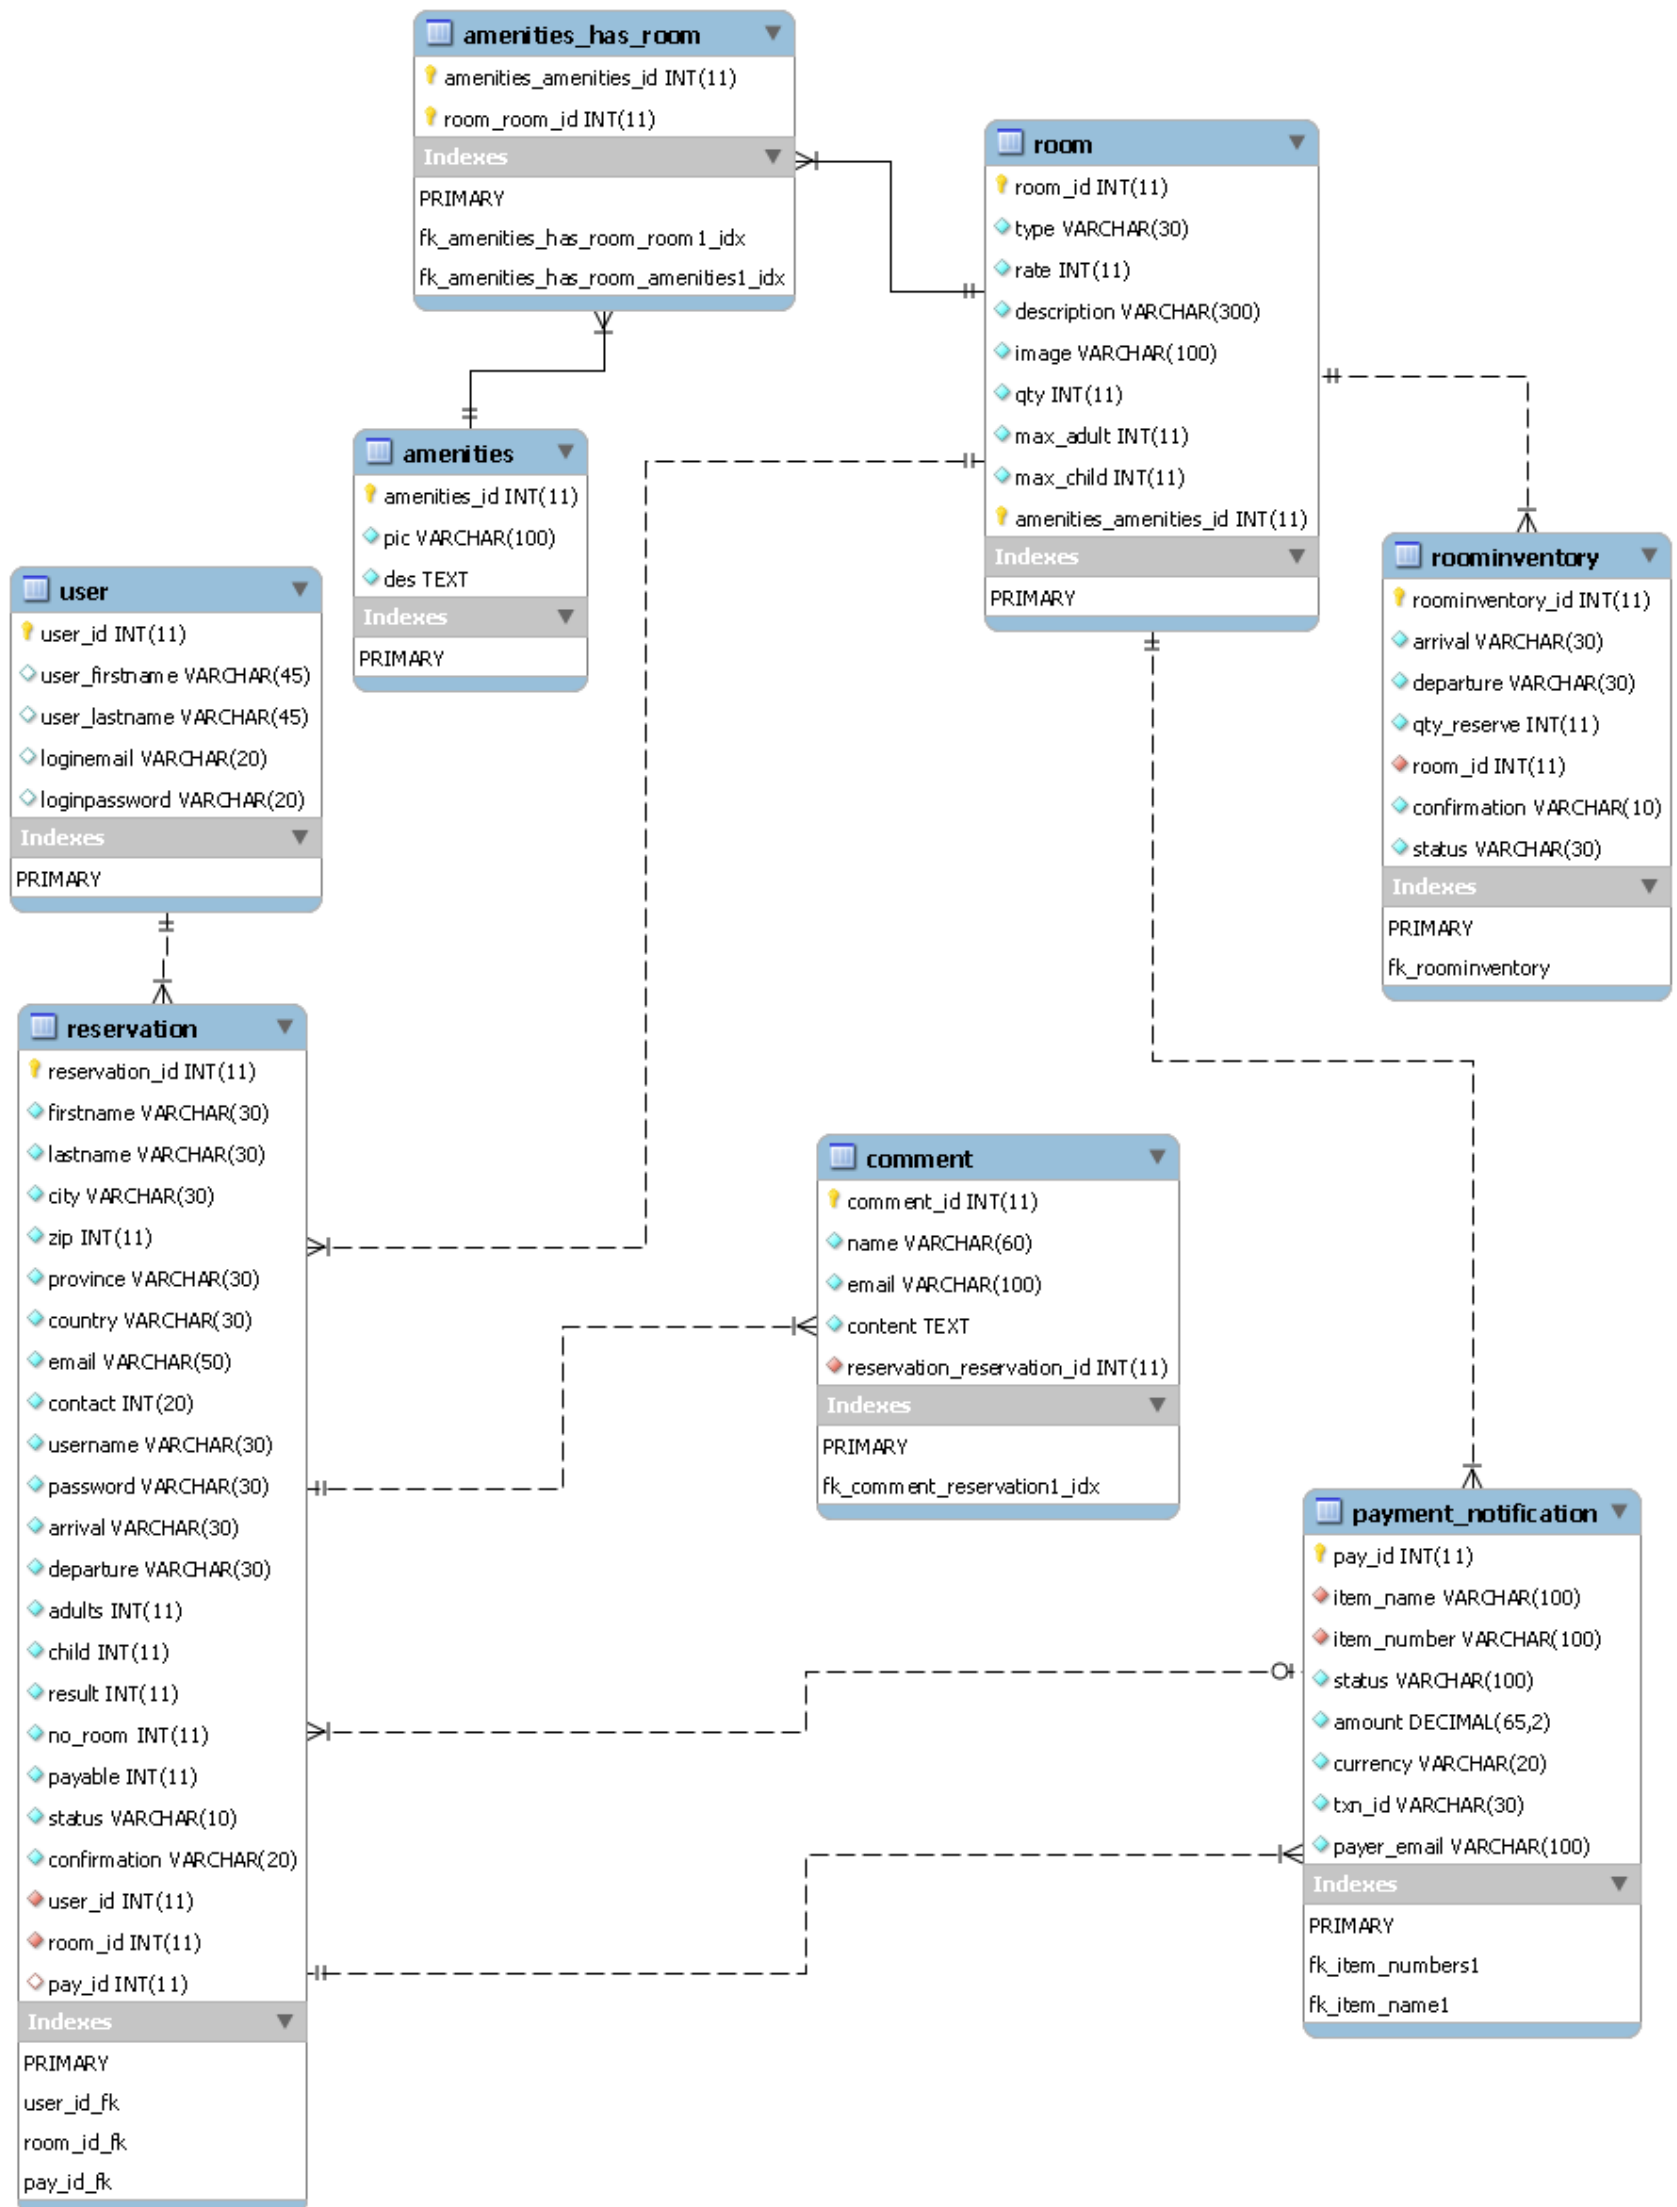 amenities_has_room
amenities_amenities_id INT(11)
room_room_id INT(11)
Indexes
PRIMARY
fk_amenities_has_room_room1_idx
fk_amenities_has_room_amenities1_idx
room
room_id INT(11)
type VARCHAR(30)
rate INT(11)
description VARCHAR(300)
image VARCHAR(100)
qty INT(11)
max_adult INT(11)
max_child INT(11)
amenities_amenities_id INT(11)
Indexes
PRIMARY
amenities
amenities_id INT(11)
pic VARCHAR(100)
des TEXT
Indexes
PRIMARY
roominventory
roominventory_id INT(11)
arrival VARCHAR(30)
departure VARCHAR(30)
qty_reserve INT(11)
room_id INT(11)
confirmation VARCHAR(10)
status VARCHAR(30)
Indexes
PRIMARY
fk_roominventory
user
user_id INT(11)
user_firstname VARCHAR(45)
user_lastname VARCHAR(45)
loginemail VARCHAR(20)
loginpassword VARCHAR(20)
Indexes
PRIMARY
reservation
reservation_id INT(11)
firstname VARCHAR(30)
lastname VARCHAR(30)
city VARCHAR(30)
zip INT(11)
province VARCHAR(30)
country VARCHAR(30)
email VARCHAR(50)
contact INT(20)
username VARCHAR(30)
password VARCHAR(30)
arrival VARCHAR(30)
departure VARCHAR(30)
adults INT(11)
child INT(11)
result INT(11)
no_room INT(11)
payable INT(11)
status VARCHAR(10)
confirmation VARCHAR(20)
user_id INT(11)
room_id INT(11)
pay_id INT(11)
Indexes
PRIMARY
user_id_fk
room_id_fk
pay_id_fk
comment
comment_id INT(11)
name VARCHAR(60)
email VARCHAR(100)
content TEXT
reservation_reservation_id INT(11)
Indexes
PRIMARY
fk_comment_reservation1_idx
payment_notification
pay_id INT(11)
item_name VARCHAR(100)
item_number VARCHAR(100)
status VARCHAR(100)
amount DECIMAL(65,2)
currency VARCHAR(20)
txn_id VARCHAR(30)
payer_email VARCHAR(100)
Indexes
PRIMARY
fk_item_numbers1
fk_item_name1